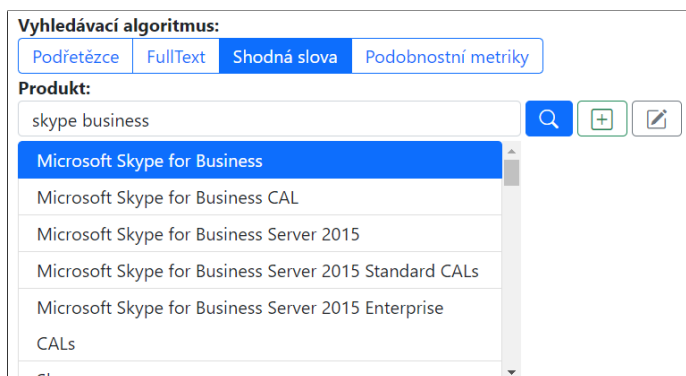 Vyhledávací algoritmus:
Podřetězce FullText Shodná slova Podobnostní metriky
Produkt:
skype business
Microsoft Skype for Business
Microsoft Skype for Business CAL
Microsoft Skype for Business Server 2015
Microsoft Skype for Business Server 2015 Standard CALs
Microsoft Skype for Business Server 2015 Enterprise
CALs